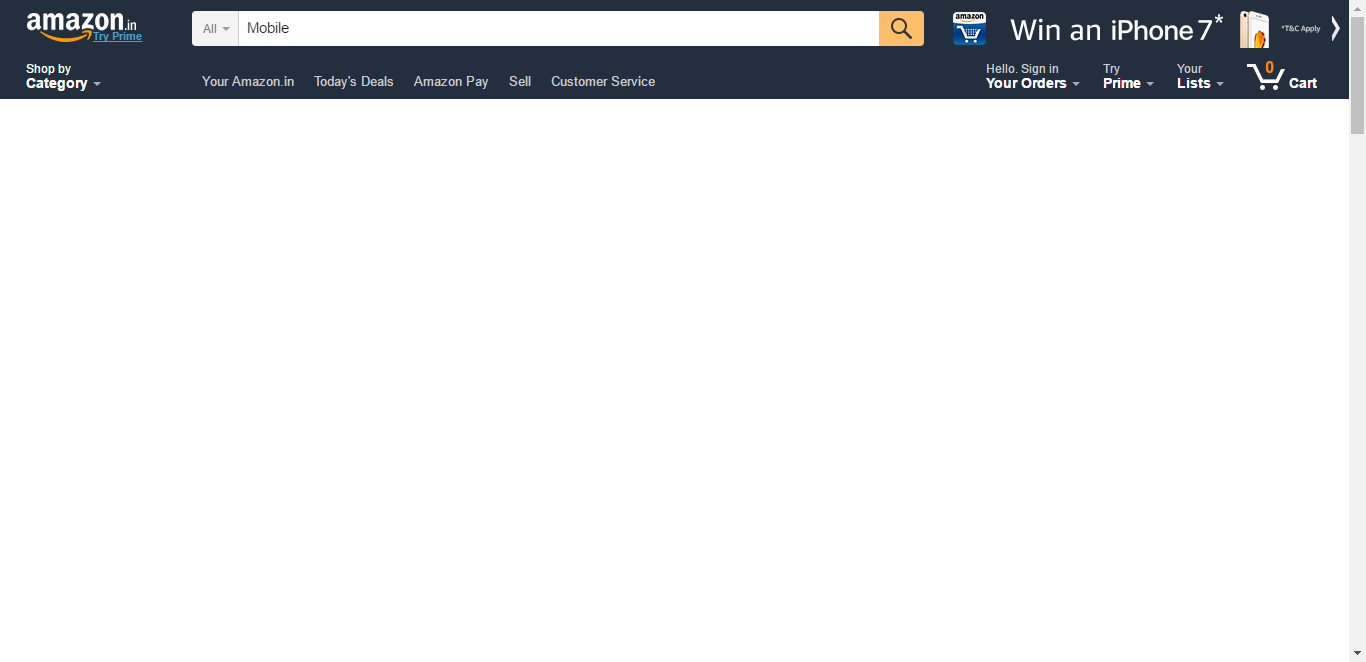 amazon.in
Try Prime
All
Mobile
amazon
Win an iPhone 7*
*T&C Apply
Shop by
Category
Your Amazon.in
Today's Deals
Amazon Pay
Sell
Customer Service
Hello. Sign in
Your Orders
Try
Prime
Your
Lists
0
Cart